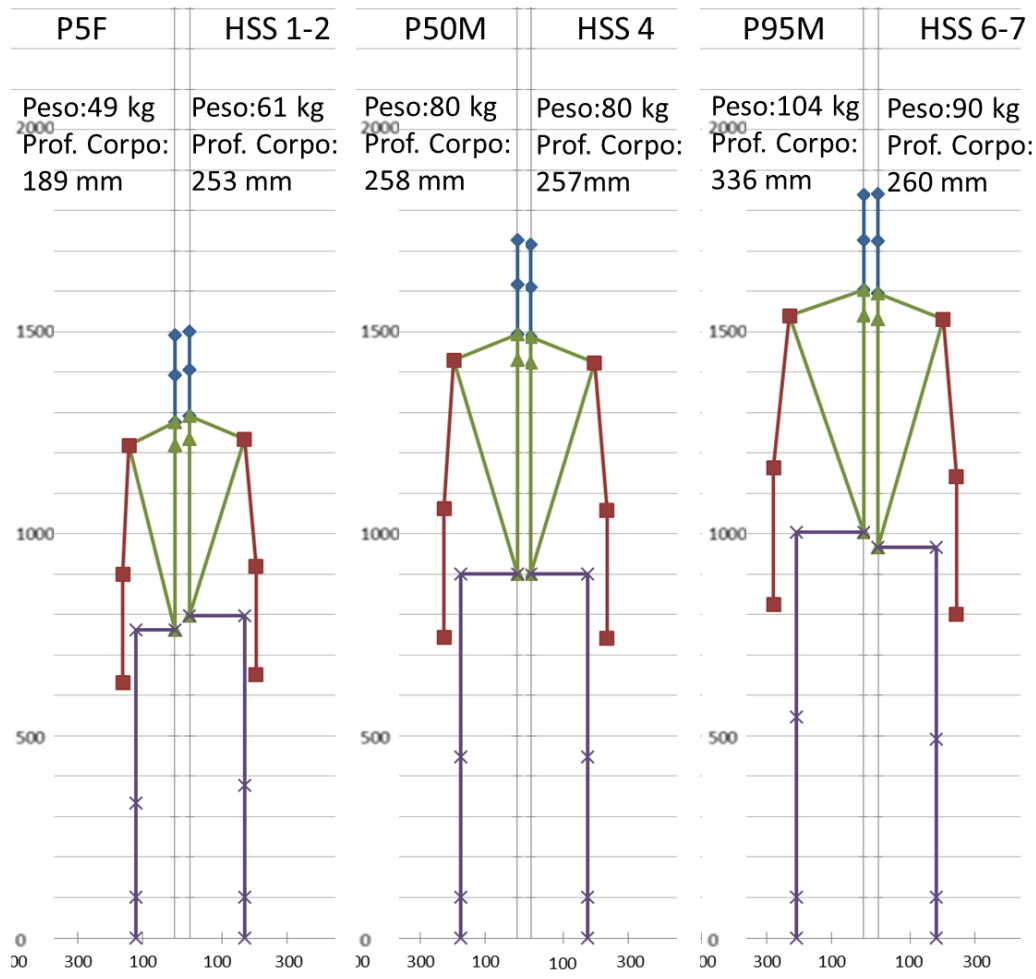 P5F HSS 1-2
Peso:49 kg Peso:61 kg
2000
Prof. Corpo: Prof. Corpo:
189 mm 253 mm
1500
1000
500
0
00 300 100 100 300
P50M HSS 4
Peso:80 kg Peso:80 kg
2000
Prof. Corpo: Prof. Corpo:
258 mm 257mm
1500
1000
500
0
00 300 100 100 300
P95M HSS 6-7
Peso:104 kg Peso:90 kg
2000
Prof. Corpo: Prof. Corpo:
336 mm 260 mm
1500
1000
500
0
00 300 100 100 300